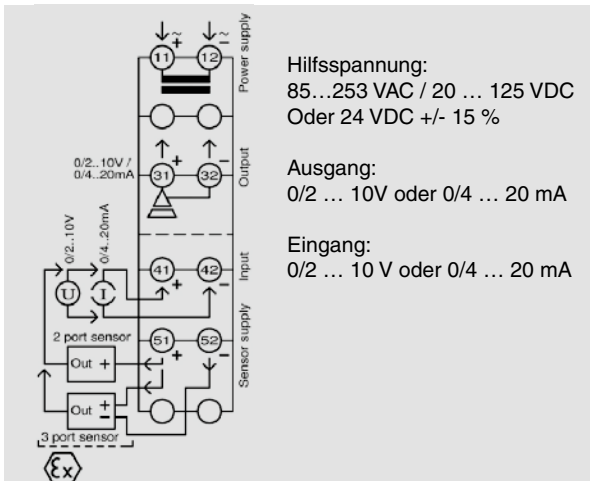 ~ ~
+ -
11 12
Power supply
0/2..10V /
0/4..20mA
+ -
31 32
Output
0/2..10V
0/4..20mA
U I
41 42
+ -
Input
2 port sensor
Out +
51 52
+ -
Sensor supply
Out +
-
3 port sensor
Ex
Hilfsspannung:
85...253 VAC / 20 ... 125 VDC
Oder 24 VDC +/- 15 %
Ausgang:
0/2 ... 10V oder 0/4 ... 20 mA
Eingang:
0/2 ... 10 V oder 0/4 ... 20 mA